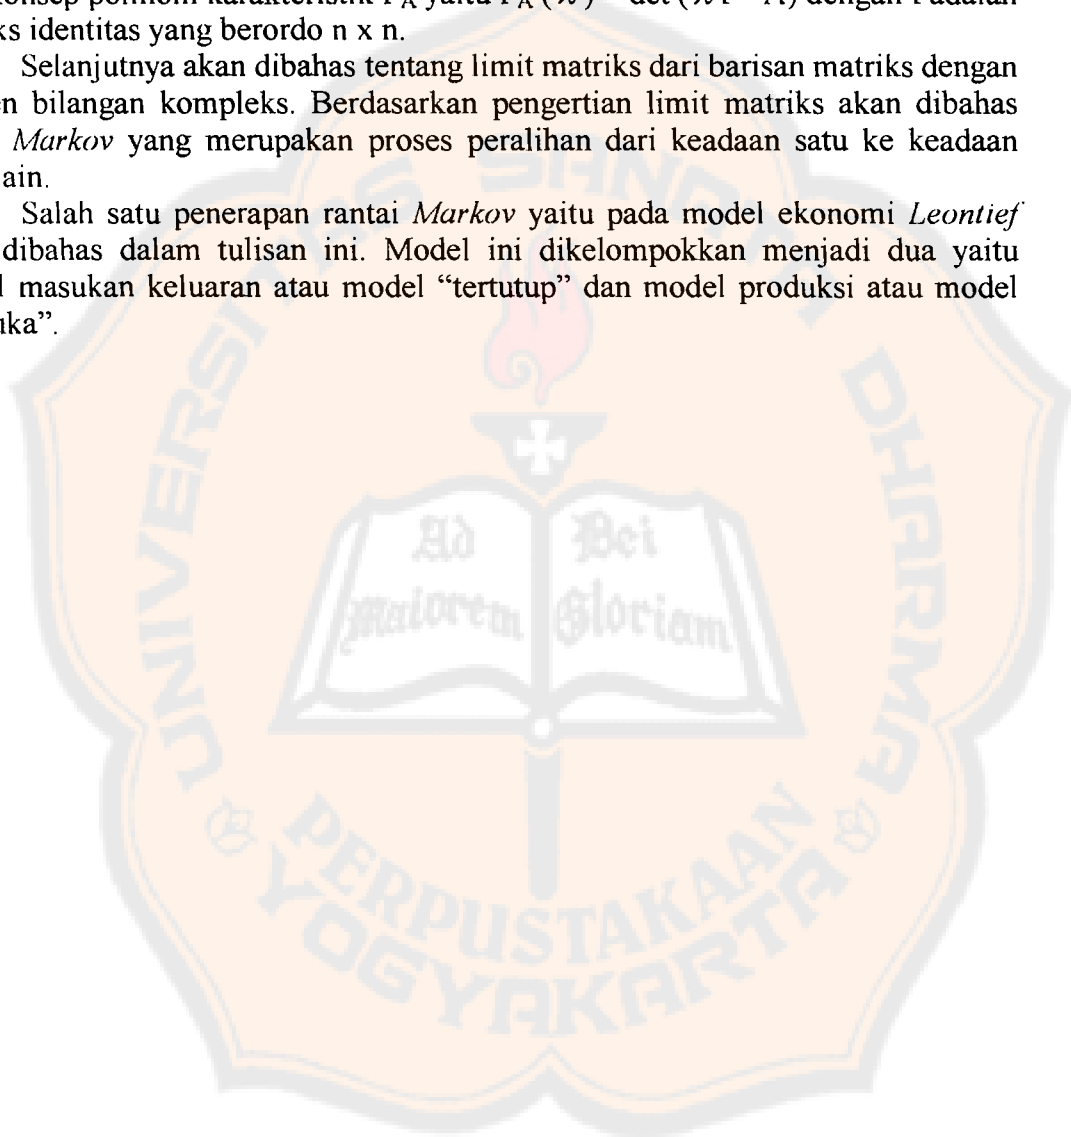 konsep polinom karakteristik P_A yaitu P_A (λ) = det (λ I – A) dengan I adalah
ks identitas yang berordo n x n.
Selanjutnya akan dibahas tentang limit matriks dari barisan matriks dengan
n bilangan kompleks. Berdasarkan pengertian limit matriks akan dibahas
Markov yang merupakan proses peralihan dari keadaan satu ke keadaan
ain.
Salah satu penerapan rantai Markov yaitu pada model ekonomi Leontief
dibahas dalam tulisan ini. Model ini dikelompokkan menjadi dua yaitu
l masukan keluaran atau model “tertutup” dan model produksi atau model
uka”.
UNIVERSITAS SANATA DHARMA
Ad Dei
Maiorem Gloriam
PERPUSTAKAAN
YOGYAKARTA